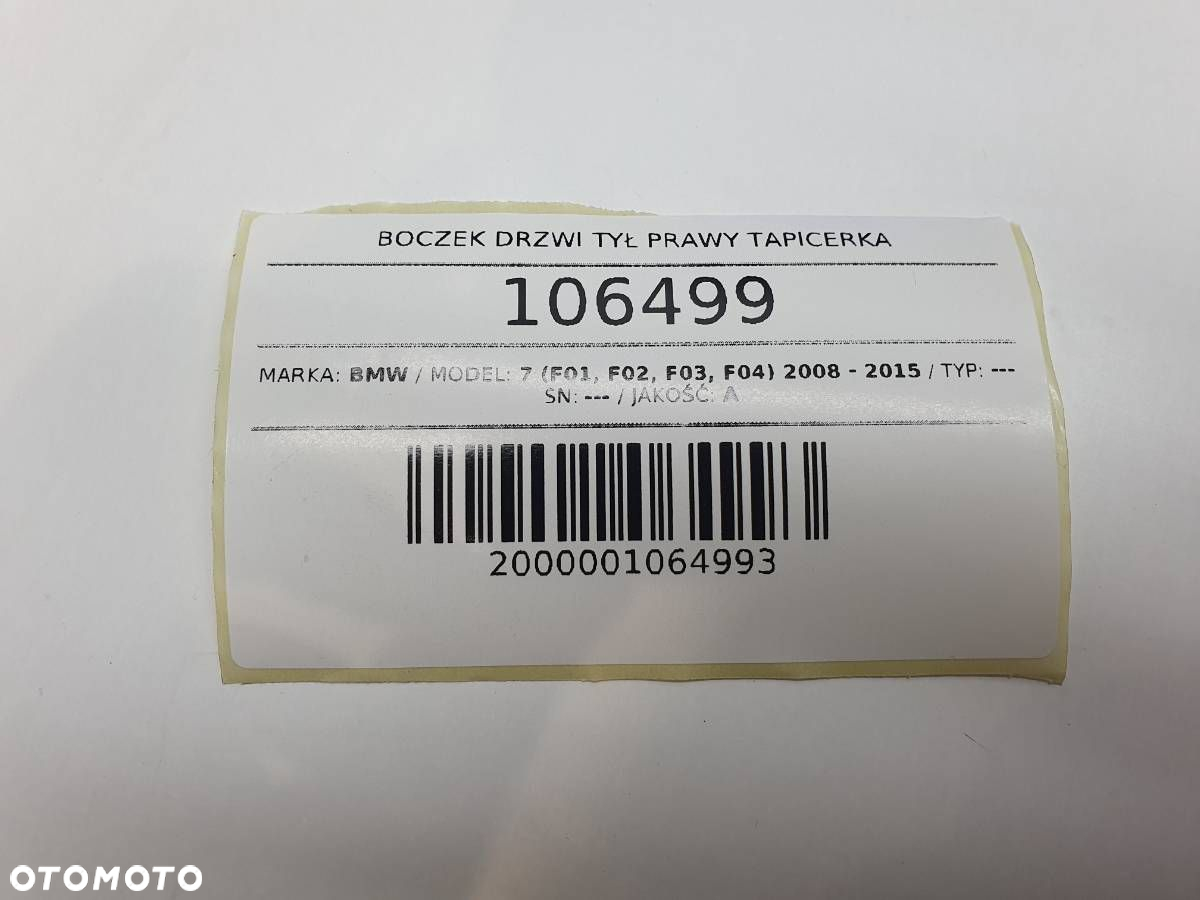 BOCZEK DRZWI TYŁ PRAWY TAPICERKA
106499
MARKA: BMW / MODEL: 7 (F01, F02, F03, F04) 2008 - 2015 / TYP: ---
SN: --- / JAKOŚĆ: A
2000001064993
OTOMOTO